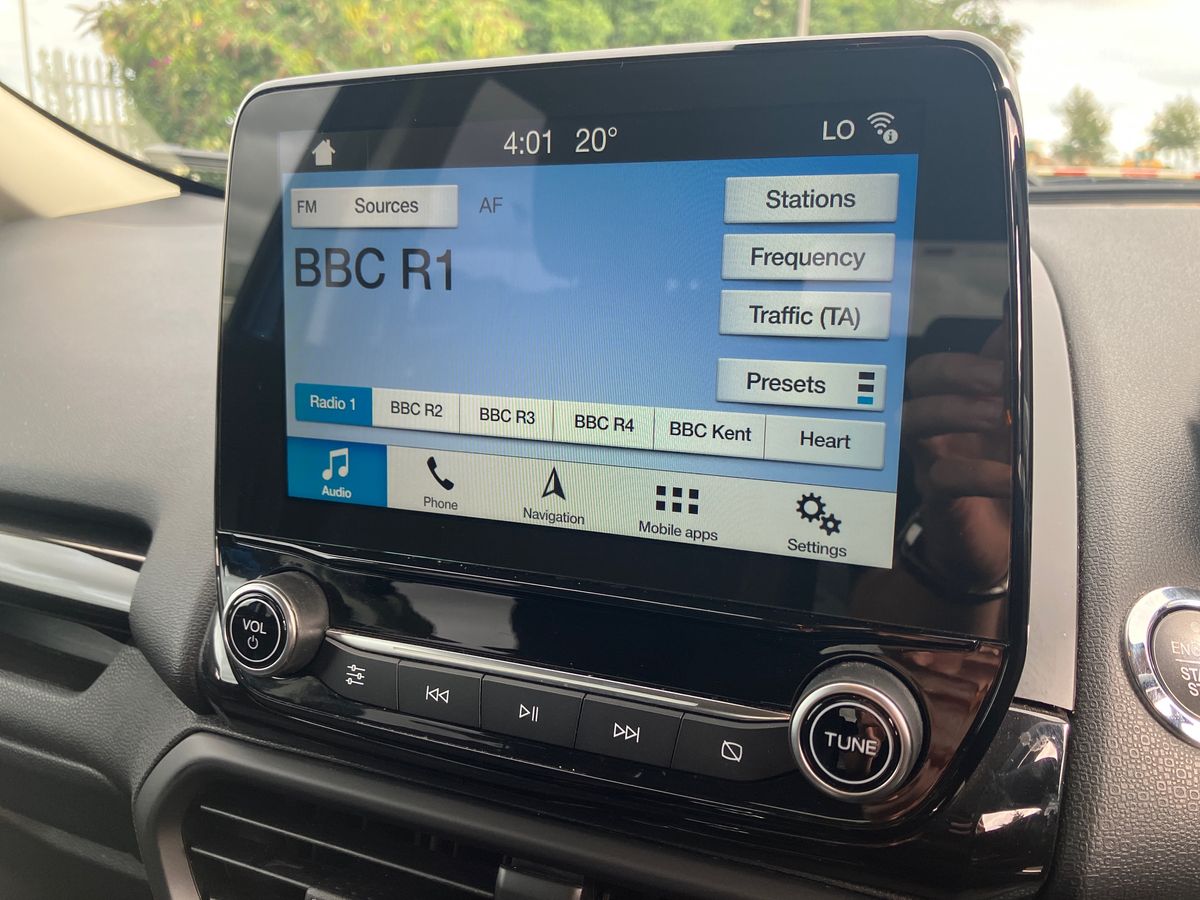 4:01 20° LO
FM Sources AF
Stations
BBC R1
Frequency
Traffic (TA)
Presets
Radio 1 BBC R2 BBC R3 BBC R4 BBC Kent Heart
Audio Phone Navigation Mobile apps Settings
VOL
TUNE